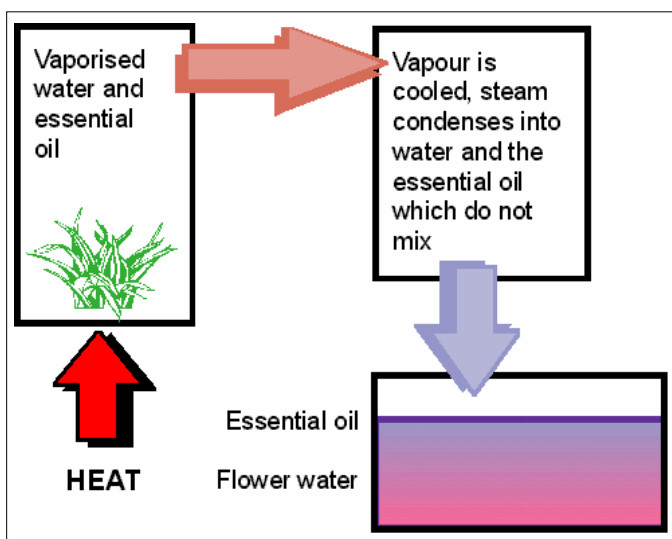 Vaporised
water and
essential
oil
Vapour is
cooled, steam
condenses into
water and the
essential oil
which do not
mix
HEAT
Essential oil
Flower water